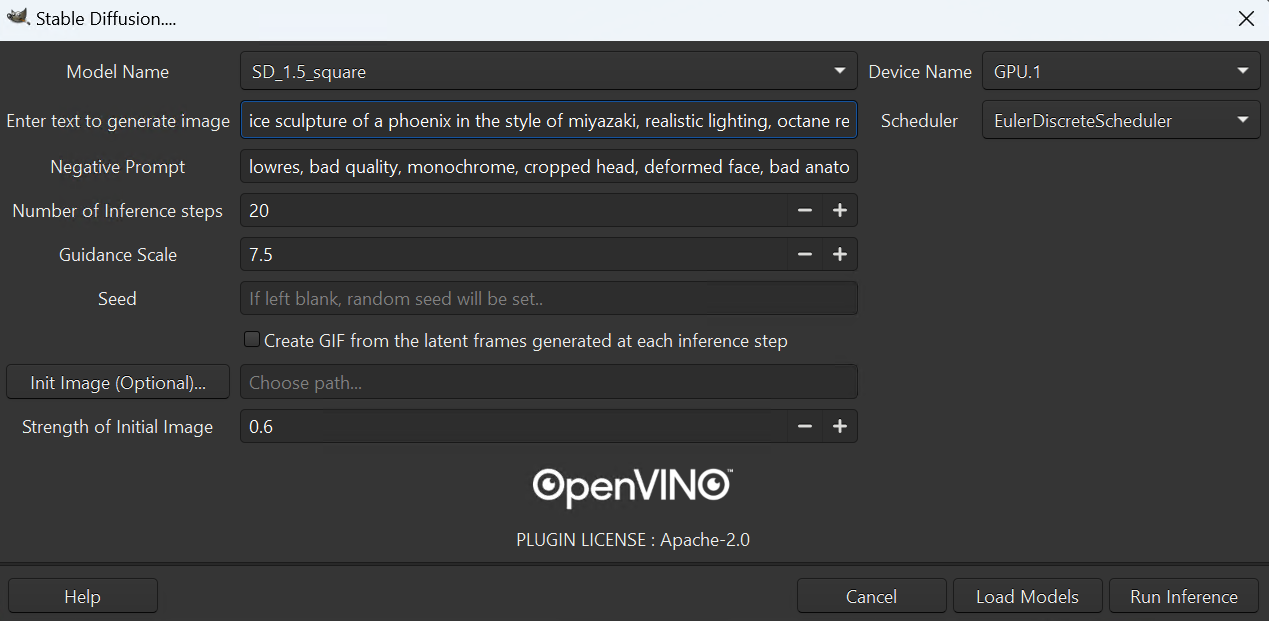 Stable Diffusion....
Model Name SD_1.5_square Device Name GPU.1
Enter text to generate image ice sculpture of a phoenix in the style of miyazaki, realistic lighting, octane re Scheduler EulerDiscreteScheduler
Negative Prompt lowres, bad quality, monochrome, cropped head, deformed face, bad anato
Number of Inference steps 20
Guidance Scale 7.5
Seed If left blank, random seed will be set..
Create GIF from the latent frames generated at each inference step
Init Image (Optional)... Choose path...
Strength of Initial Image 0.6
OpenVINO™
PLUGIN LICENSE : Apache-2.0
Help Cancel Load Models Run Inference